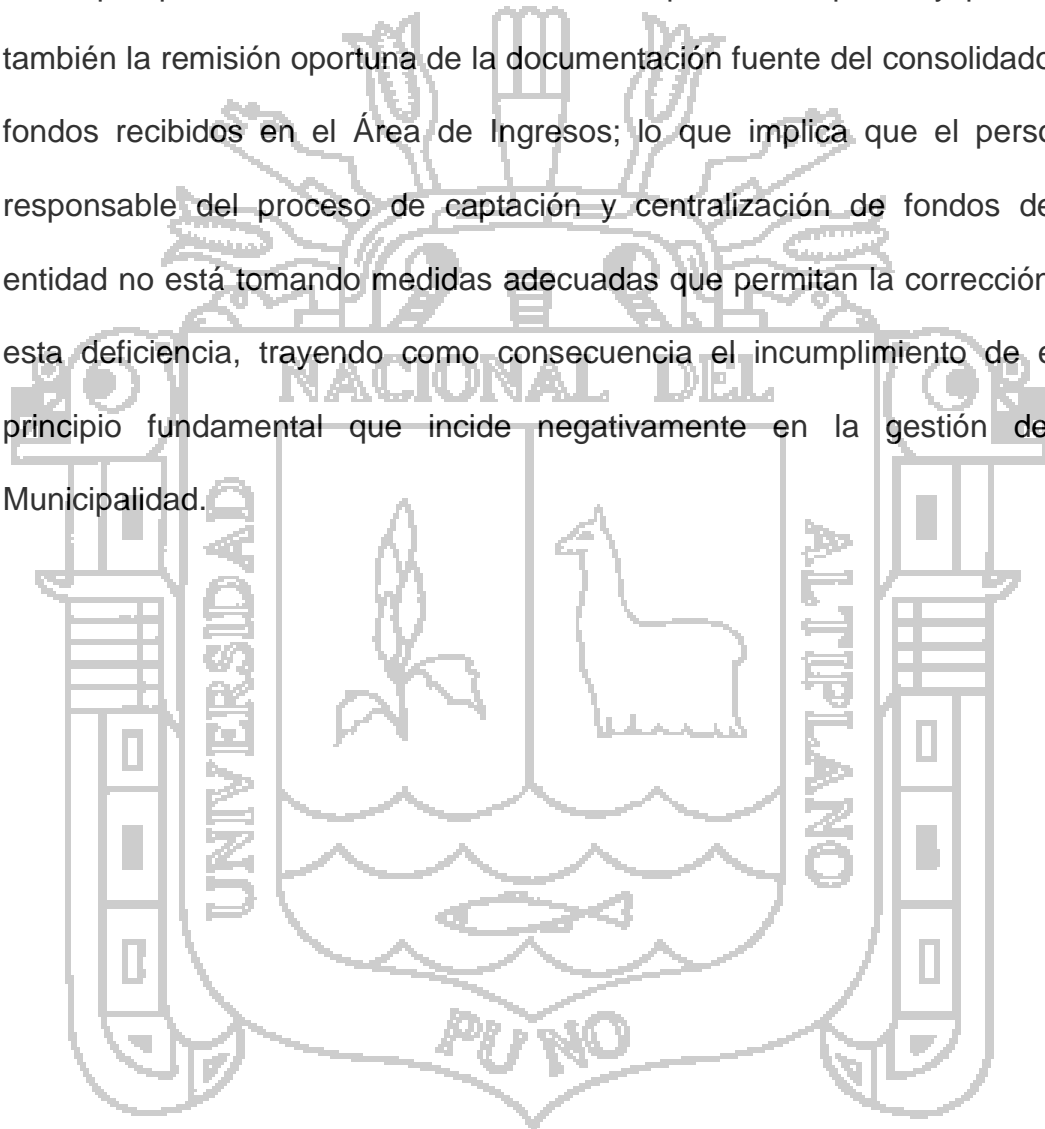 también la remisión oportuna de la documentación fuente del consolidado
fondos recibidos en el Área de Ingresos; lo que implica que el perso
responsable del proceso de captación y centralización de fondos de
entidad no está tomando medidas adecuadas que permitan la corrección
esta deficiencia, trayendo como consecuencia el incumplimiento de e
principio fundamental que incide negativamente en la gestión de
Municipalidad.
NACIONAL DEL
UNIVERSIDAD
ALTIPLANO
PUNO